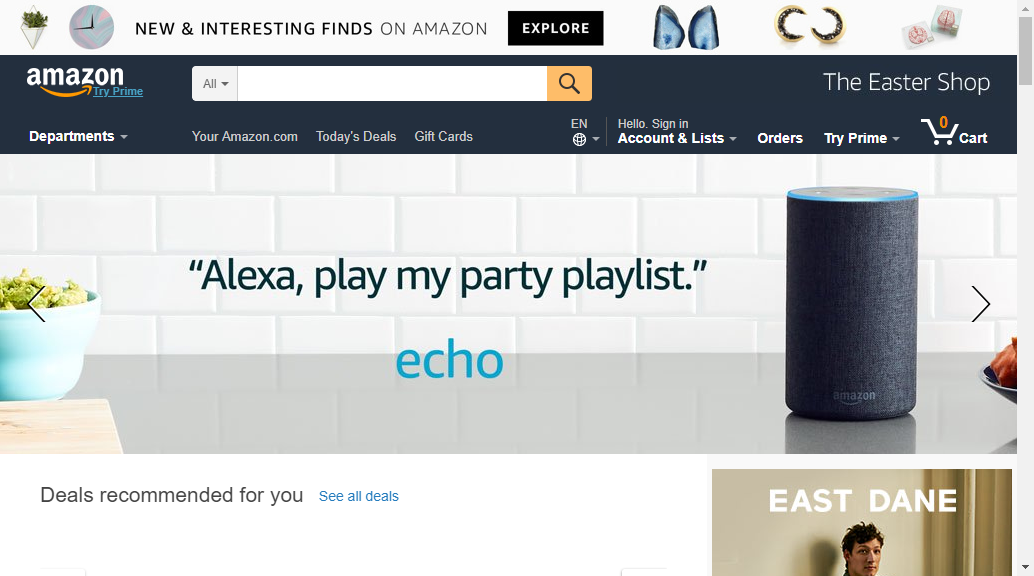 NEW & INTERESTING FINDS ON AMAZON EXPLORE
amazon
Try Prime
All
The Easter Shop
Departments
Your Amazon.com Today's Deals Gift Cards
EN
Hello. Sign in
Account & Lists
Orders
Try Prime
0
Cart
“Alexa, play my party playlist.”
echo
amazon
Deals recommended for you See all deals
EAST DANE